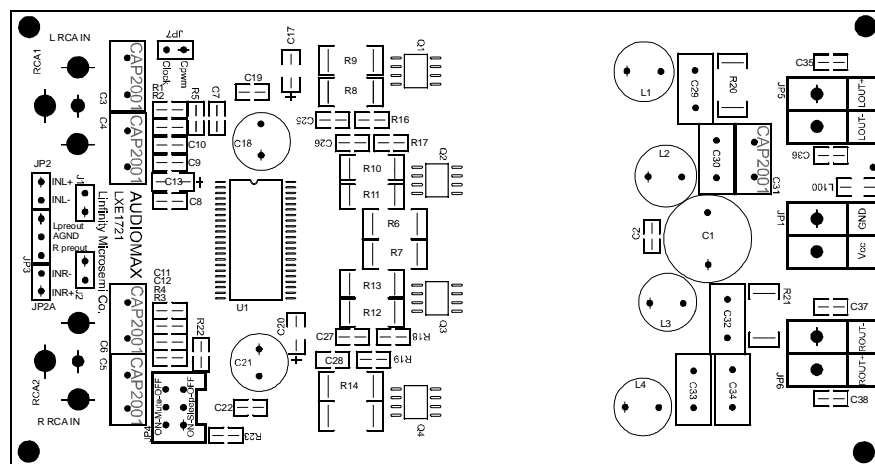 L RCA IN
JP7
C17
RCA1
CAP2001
Clock
Cpwm
R9
Q1
C35
C3
R1
R2
R5
C7
C19
R8
L1
C29
R20
JP5
LOUT+
LOUT-
C4
CAP2001
C25
R16
C10
C18
C26
R17
C36
C9
Q2
L2
C30
CAP2001
C31
JP2
J1
C13
R10
INL+
INL-
C8
R11
L100
Lpreout
AGND
R preout
Linfinity Microsemi Co.
LXE1721
AUDIOMAX
R6
C2
C1
JP1
GND
Vcc
R7
JP3
INR-
INR+
J2
JP2A
C11
C12
R4
R3
U1
R13
R12
Q3
L3
C32
R21
C37
CAP2001
C6
R22
C20
C27
R18
C5
CAP2001
C21
C28
R19
JP6
ROUT-
ROUT+
RCA2
R14
L4
C33
C34
C38
ON-Mute-OFF
ON-Sleep-OFF
JP4
C22
R23
R RCA IN
Q4